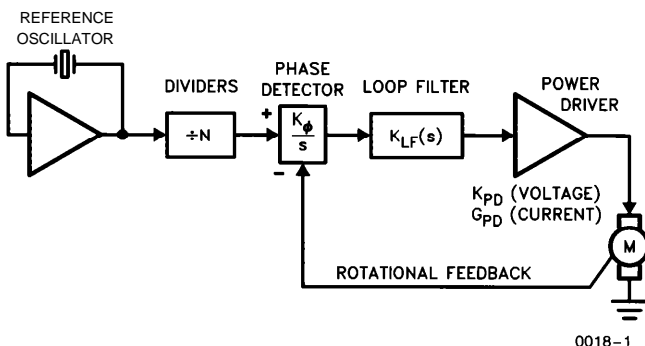 REFERENCE
OSCILLATOR
DIVIDERS
÷N
PHASE
DETECTOR
+
Kϕ
s
−
LOOP FILTER
KLF(s)
POWER
DRIVER
KPD (VOLTAGE)
GPD (CURRENT)
M
ROTATIONAL FEEDBACK
0018–1